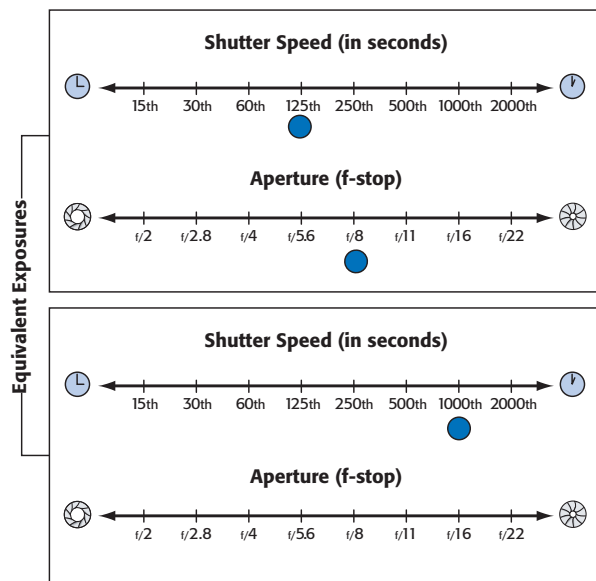 Equivalent Exposures
Shutter Speed (in seconds)
15th 30th 60th 125th 250th 500th 1000th 2000th
Aperture (f-stop)
f/2 f/2.8 f/4 f/5.6 f/8 f/11 f/16 f/22
Shutter Speed (in seconds)
15th 30th 60th 125th 250th 500th 1000th 2000th
Aperture (f-stop)
f/2 f/2.8 f/4 f/5.6 f/8 f/11 f/16 f/22